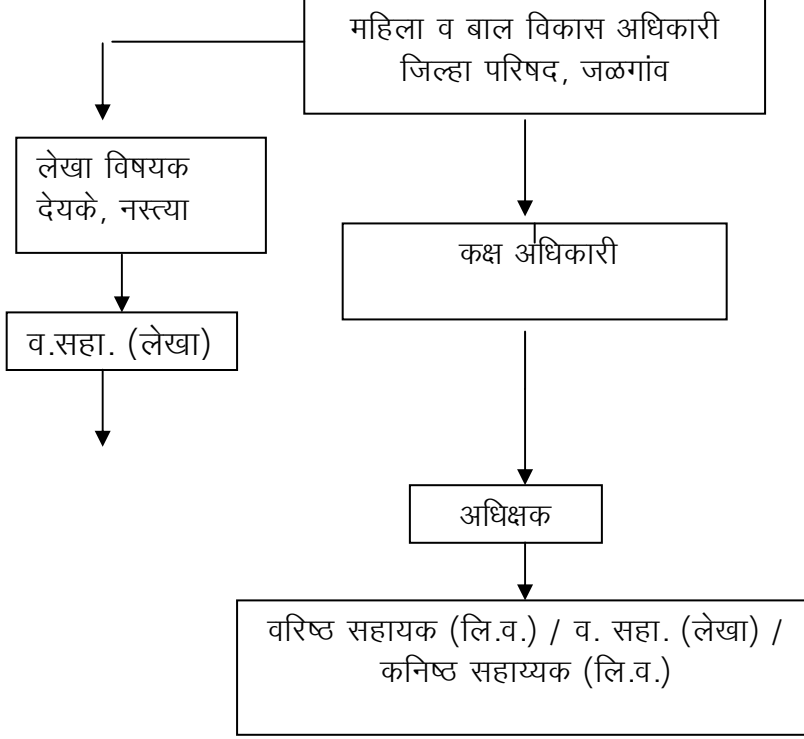 महिला व बाल विकास अधिकारी
जिल्हा परिषद, जळगांव
लेखा विषयक
देयके, नस्त्या
कक्ष अधिकारी
व.सहा. (लेखा)
अधिक्षक
वरिष्ठ सहायक (लि.व.) / व. सहा. (लेखा) /
कनिष्ठ सहाय्यक (लि.व.)